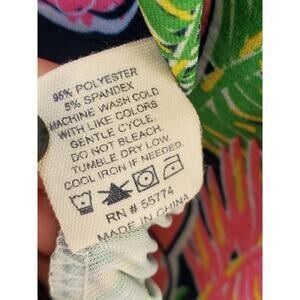 95% POLYESTER
5% SPANDEX
MACHINE WASH COLD
WITH LIKE COLORS
GENTLE CYCLE.
DO NOT BLEACH.
TUMBLE DRY LOW.
COOL IRON IF NEEDED.
RN # 55774
MADE IN CHINA